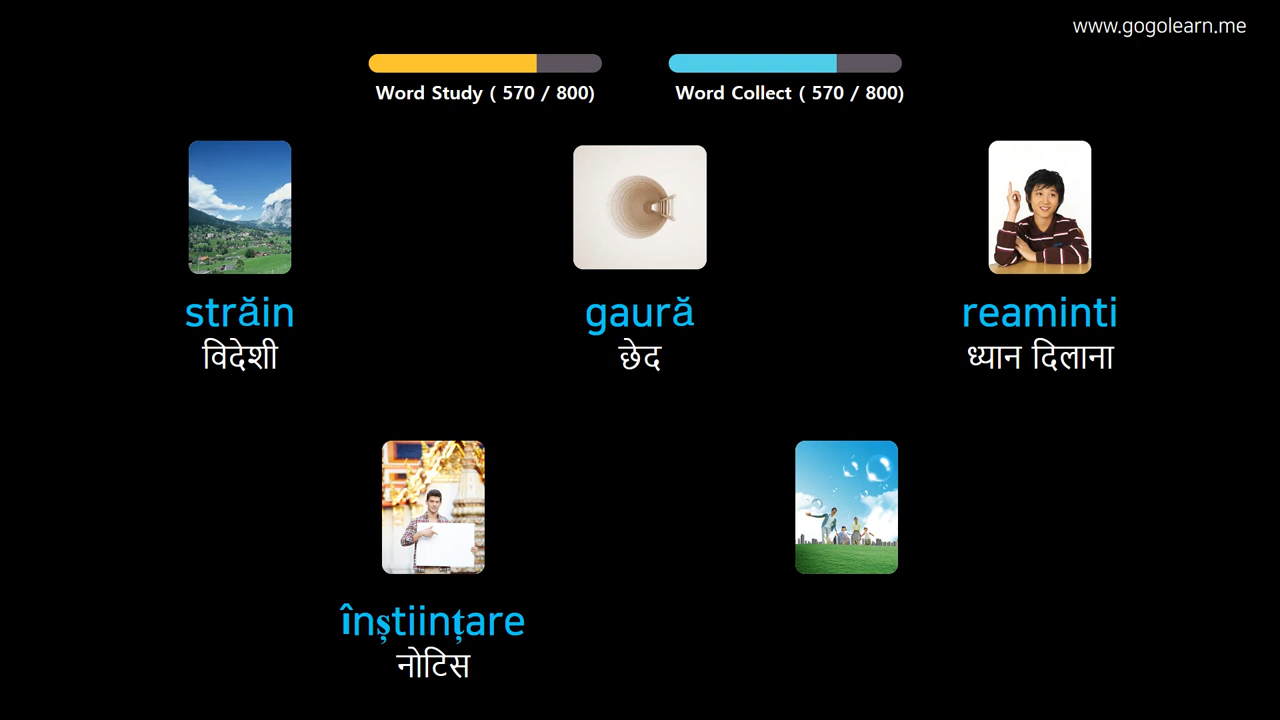 www.gogolearn.me
Word Study ( 570 / 800)
Word Collect ( 570 / 800)
străin
gaură
reaminti
विदेशी
छेद
ध्यान दिलाना
înștiințare
नोटिस